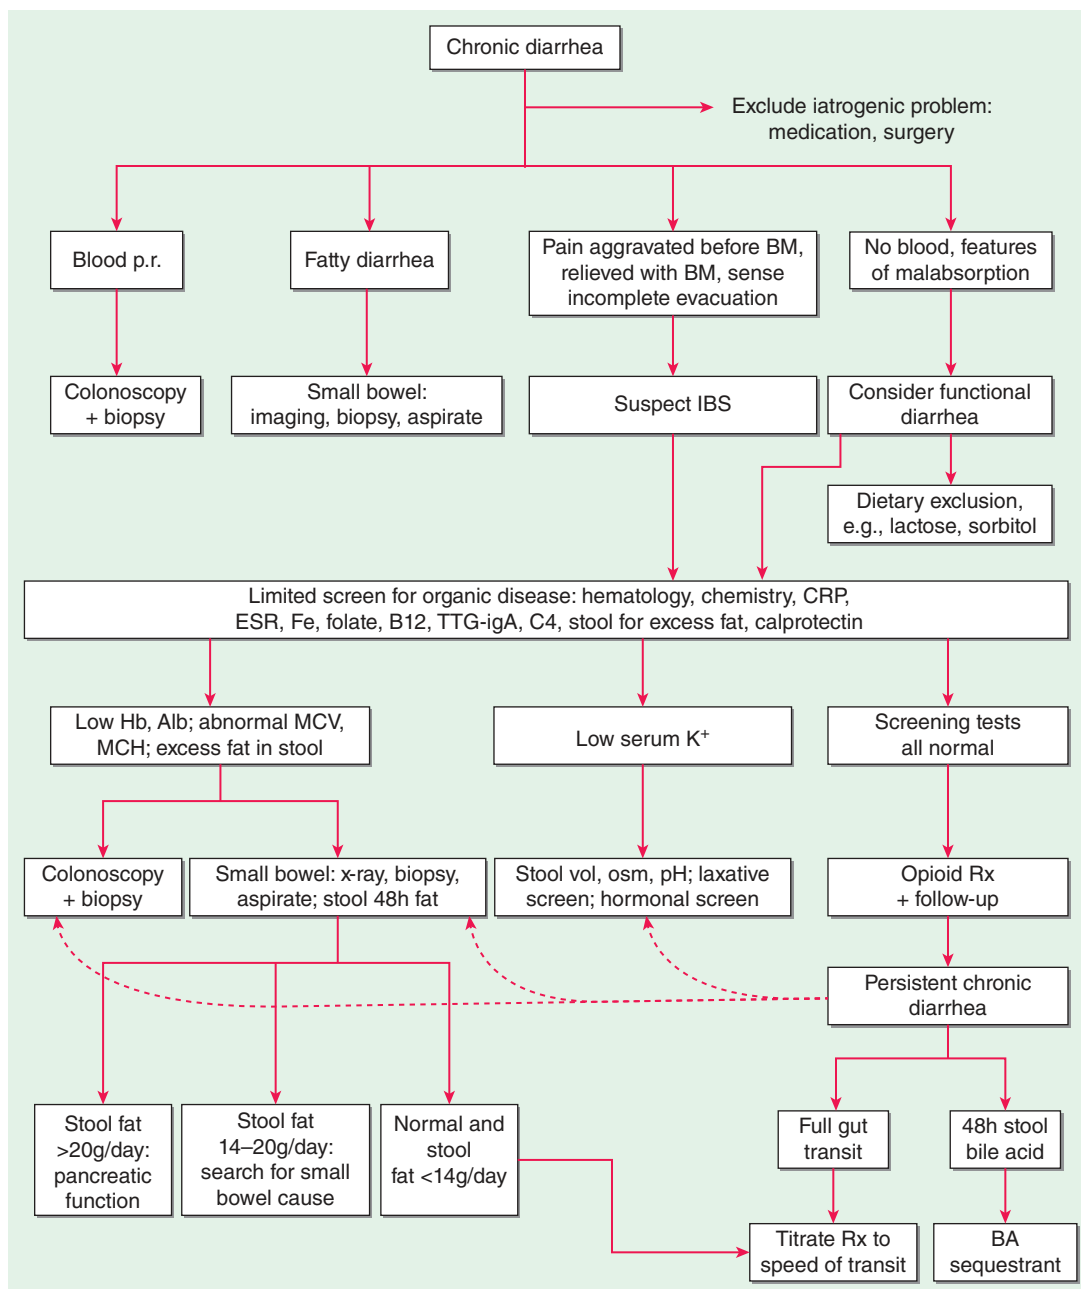 Chronic diarrhea
Exclude iatrogenic problem:
medication, surgery
Blood p.r.
Fatty diarrhea
Pain aggravated before BM,
relieved with BM, sense
incomplete evacuation
No blood, features
of malabsorption
Colonoscopy
+ biopsy
Small bowel:
imaging, biopsy, aspirate
Suspect IBS
Consider functional
diarrhea
Dietary exclusion,
e.g., lactose, sorbitol
Limited screen for organic disease: hematology, chemistry, CRP,
ESR, Fe, folate, B12, TTG-igA, C4, stool for excess fat, calprotectin
Low Hb, Alb; abnormal MCV,
MCH; excess fat in stool
Low serum K+
Screening tests
all normal
Colonoscopy
+ biopsy
Small bowel: x-ray, biopsy,
aspirate; stool 48h fat
Stool vol, osm, pH; laxative
screen; hormonal screen
Opioid Rx
+ follow-up
Persistent chronic
diarrhea
Stool fat
>20g/day:
pancreatic
function
Stool fat
14–20g/day:
search for small
bowel cause
Normal and
stool
fat <14g/day
Full gut
transit
48h stool
bile acid
Titrate Rx to
speed of transit
BA
sequestrant